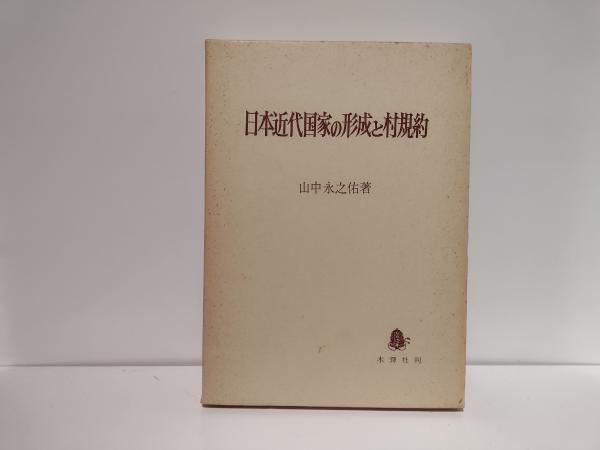 日本近代国家の形成と村規約
山中永之佑著
木鐸社刊